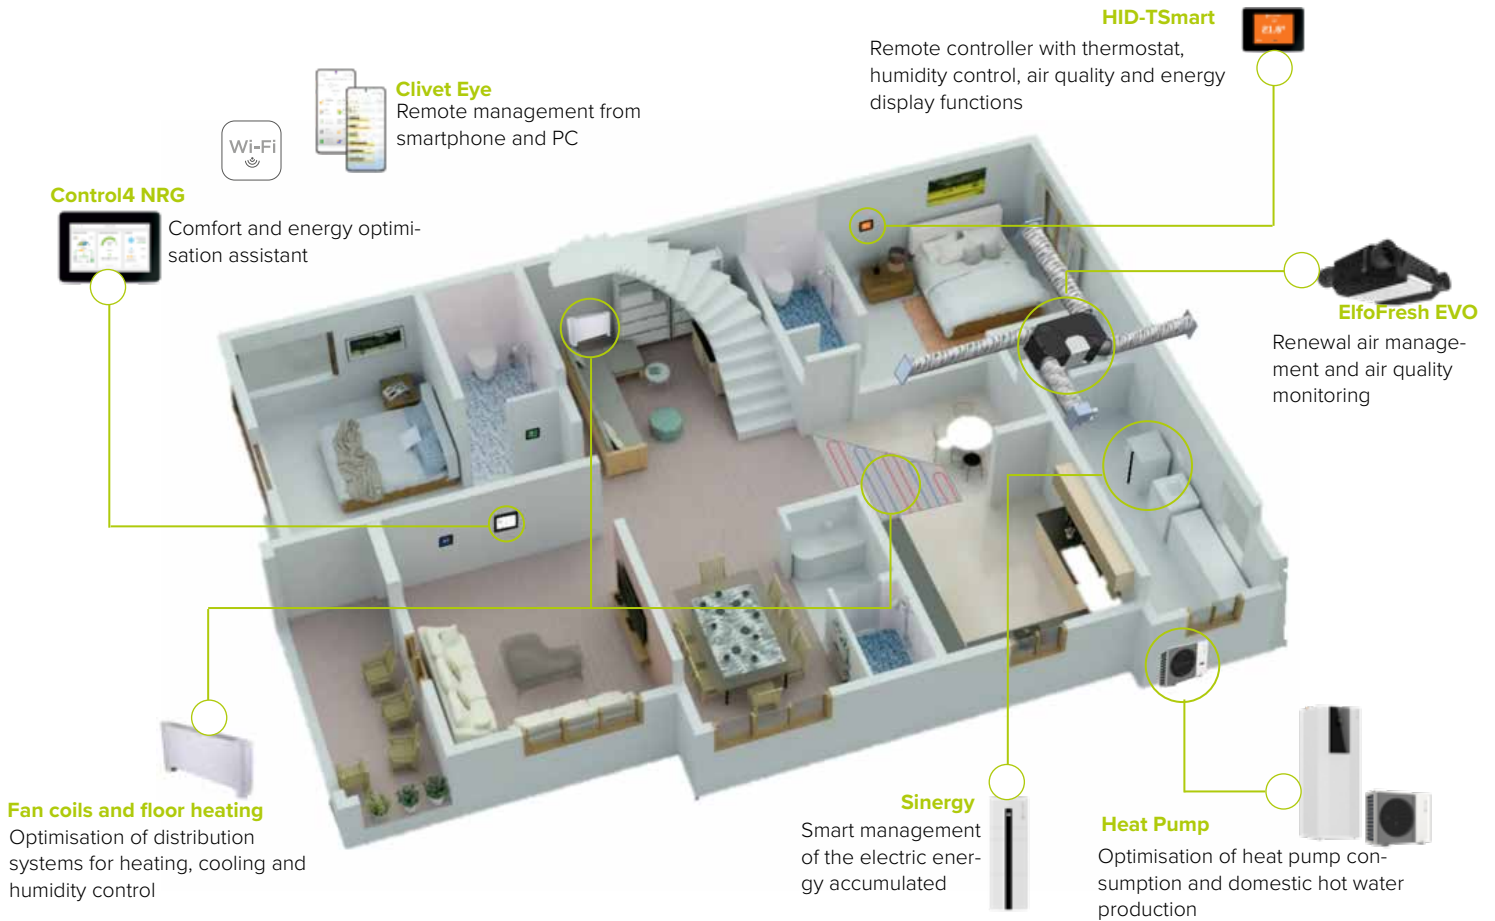 HID-TSmart
Remote controller with thermostat,
humidity control, air quality and energy
display functions
Clivet Eye
Remote management from
smartphone and PC
Wi-Fi
Control4 NRG
Comfort and energy optimi-
sation assistant
ElfoFresh EVO
Renewal air manage-
ment and air quality
monitoring
Fan coils and floor heating
Optimisation of distribution
systems for heating, cooling and
humidity control
Sinergy
Smart management
of the electric ener-
gy accumulated
Heat Pump
Optimisation of heat pump con-
sumption and domestic hot water
production